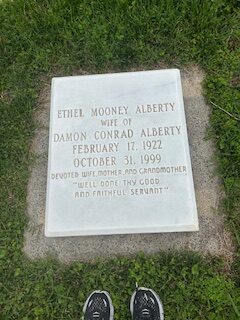 ETHEL MOONEY ALBERTY
WIFE OF
DAMON CONRAD ALBERTY
FEBRUARY 17, 1922
OCTOBER 31, 1999
DEVOTED WIFE, MOTHER, AND GRANDMOTHER
"WELL DONE THY GOOD
AND FAITHFUL SERVANT"